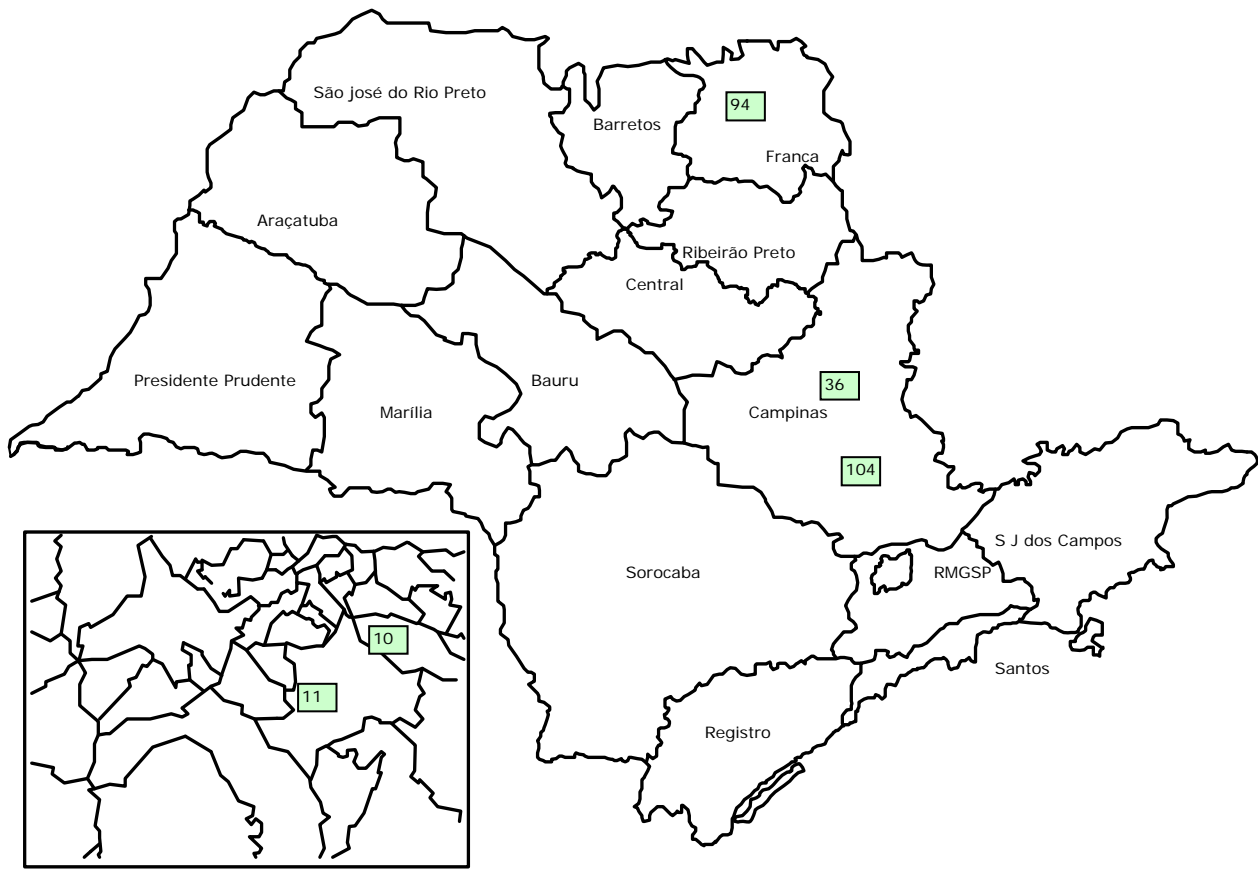 São josé do Rio Preto
94
Barretos
Franca
Araçatuba
Ribeirão Preto
Central
Presidente Prudente
Bauru
36
Marília
Campinas
104
S J dos Campos
Sorocaba
RMGSP
10
Santos
11
Registro